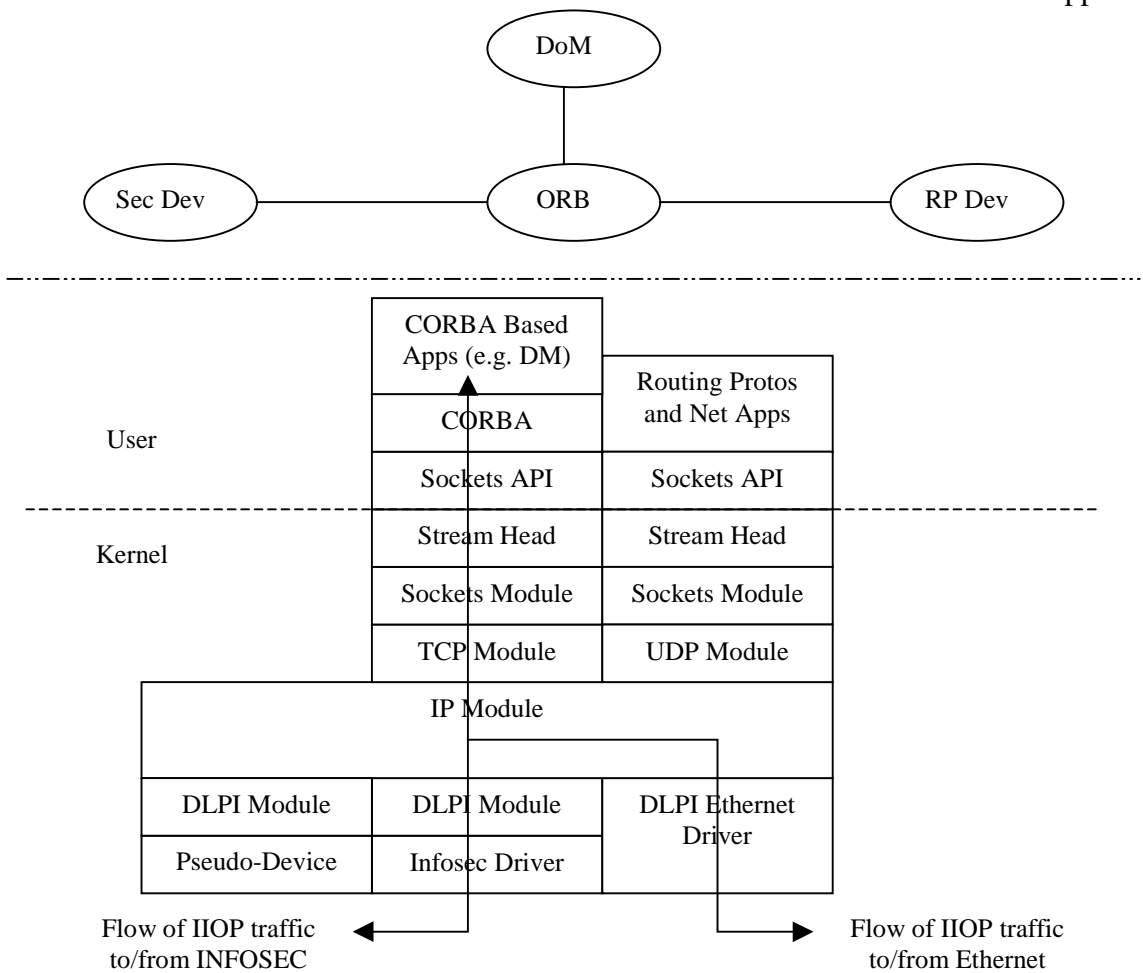 DoM
Sec Dev
ORB
RP Dev
CORBA Based
Apps (e.g. DM)
Routing Protos
and Net Apps
CORBA
User
Sockets API
Sockets API
Kernel
Stream Head
Stream Head
Sockets Module
Sockets Module
TCP Module
UDP Module
IP Module
DLPI Module
DLPI Module
DLPI Ethernet
Driver
Pseudo-Device
Infosec Driver
Flow of IIOP traffic
to/from INFOSEC
Flow of IIOP traffic
to/from Ethernet